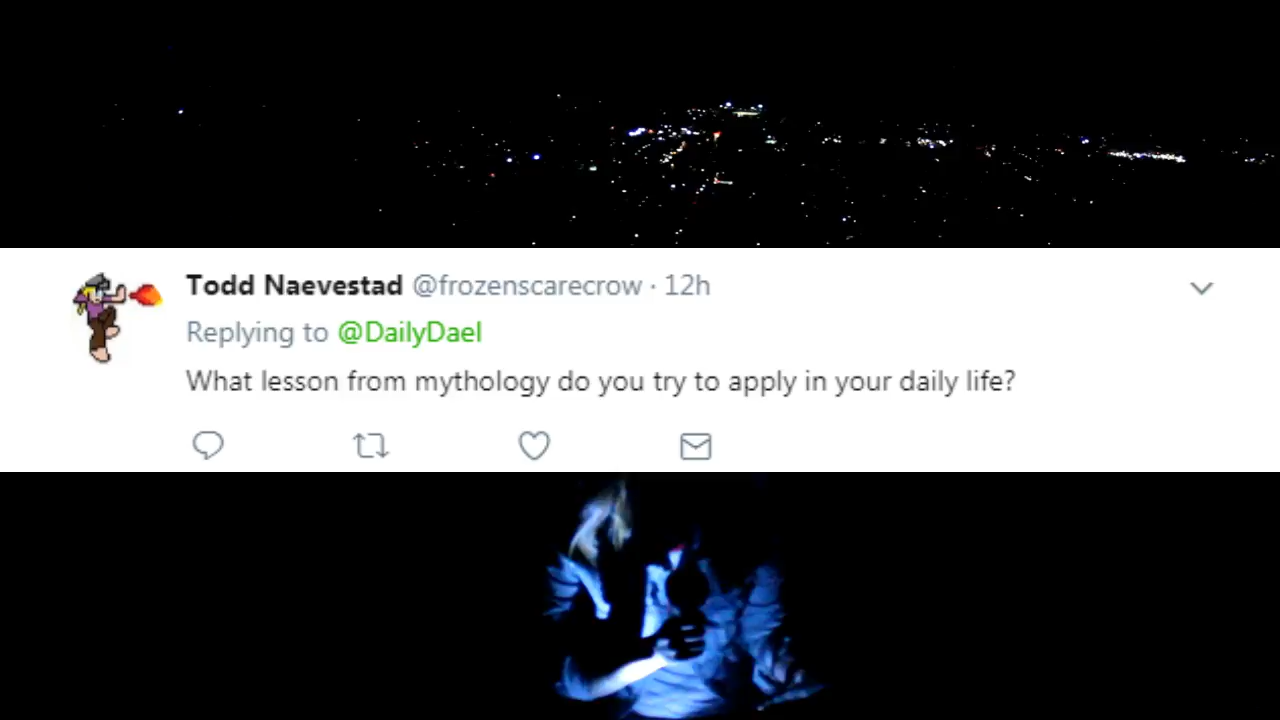 Todd Naevestad @frozenscarecrow · 12h
Replying to @DailyDael
What lesson from mythology do you try to apply in your daily life?